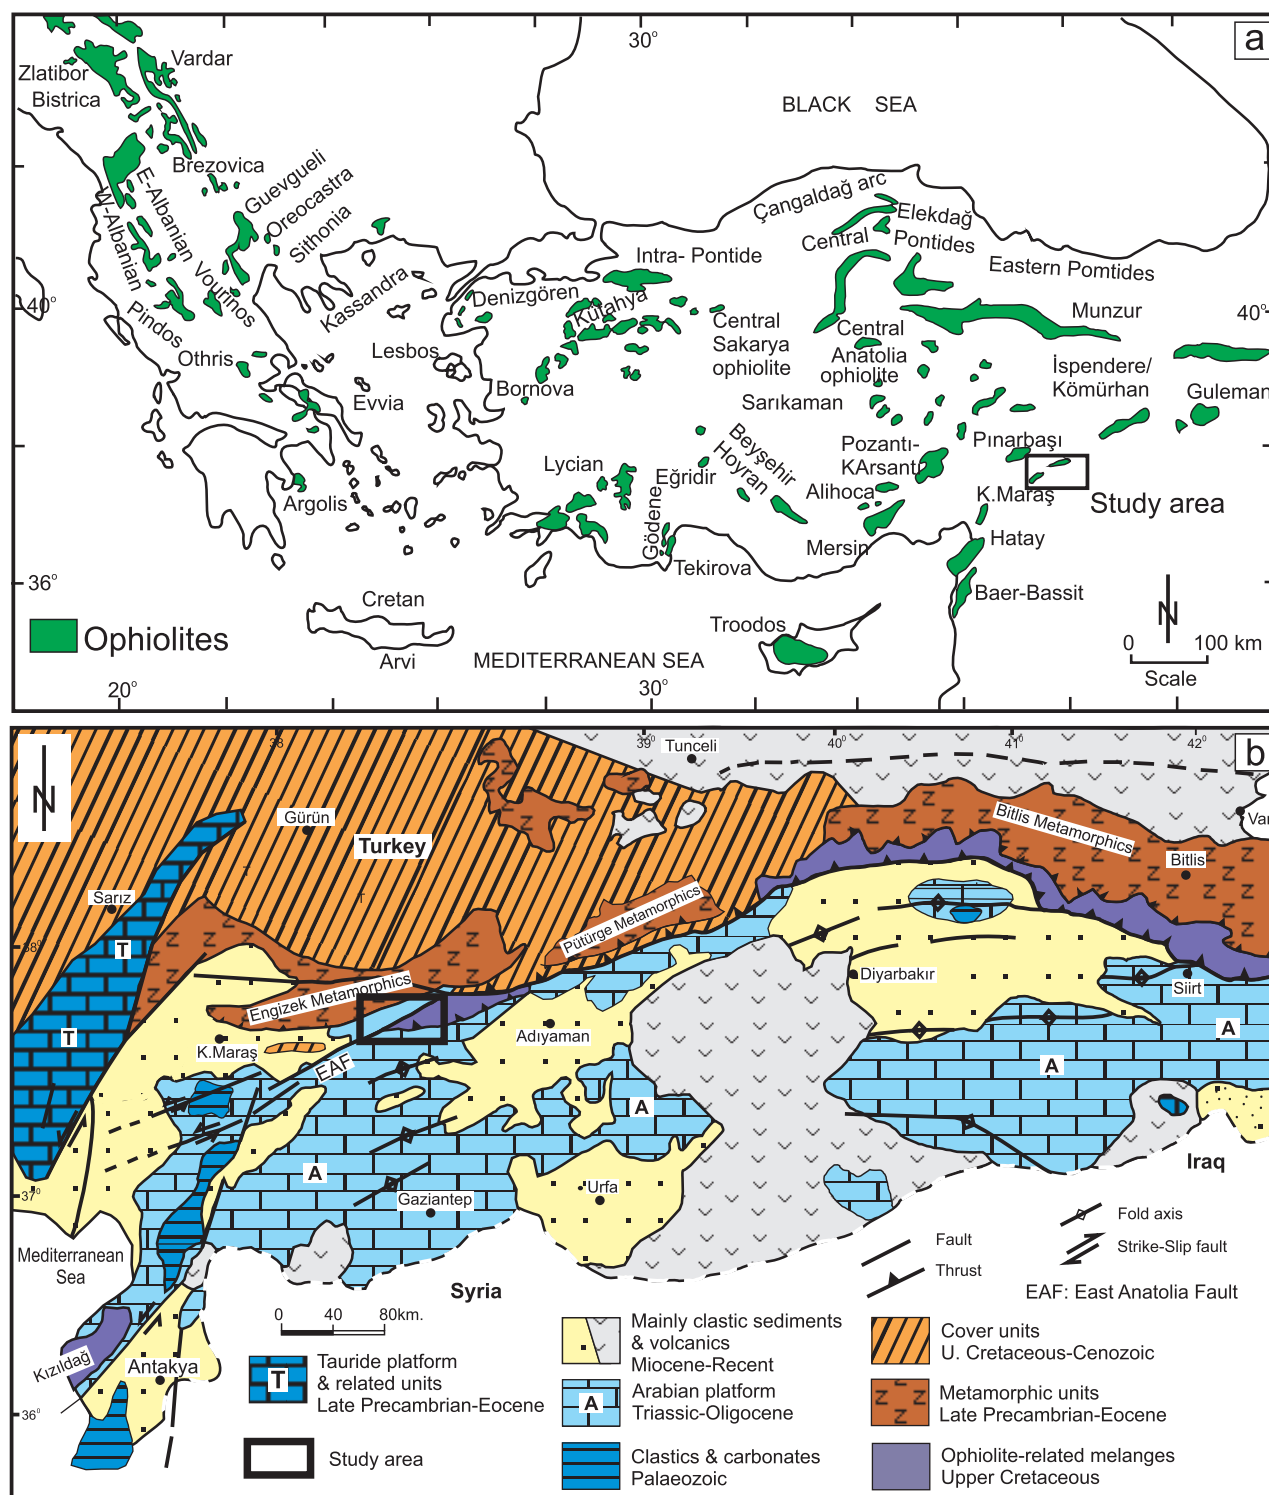 a
30°
BLACK SEA
Vardar
Zlatibor
Bistrica
Brezovica
Guevgueli
Oreocastra
Sithonia
E-Albanian
W-Albanian
Vourinos
Pindos
Kassandra
Othris
Lesbos
Evvia
Argolis
40°
40°
36°
Çangaldağ arc
Elekdağ
Central Pontides
Intra- Pontide
Eastern Pomtides
Denizgören
Kütahya
Munzur
Central
Sakarya
ophiolite
Central
Anatolia
ophiolite
İspendere/
Kömürhan
Guleman
Bornova
Sarıkaman
Pınarbaşı
Pozantı-
KArsantı
Beyşehir
Hoyran
Lycian
Eğridir
Alihoca
K.Maraş
Study area
Gödene
Mersin
Hatay
Tekirova
Baer-Bassit
Cretan
Arvi
Troodos
MEDITERRANEAN SEA
N
0 100 km
Scale
Ophiolites
20°
30°
b
N
38
39°
40°
41°
42°
Tunceli
Van
Gürün
Turkey
Bitlis Metamorphics
Bitlis
Sarız
T
38°
Pütürge Metamorphics
Diyarbakır
Siirt
Engizek Metamorphics
T
Adıyaman
K.Maraş
EAF
A
A
A
A
37°
Gaziantep
Urfa
Iraq
Mediterranean
Sea
Syria
Kızıldağ
Antakya
36°
0 40 80km.
Fault
Thrust
Fold axis
Strike-Slip fault
EAF: East Anatolia Fault
T
Tauride platform
& related units
Late Precambrian-Eocene
Study area
Mainly clastic sediments
& volcanics
Miocene-Recent
A
Arabian platform
Triassic-Oligocene
Clastics & carbonates
Palaeozoic
Cover units
U. Cretaceous-Cenozoic
Metamorphic units
Late Precambrian-Eocene
Ophiolite-related melanges
Upper Cretaceous